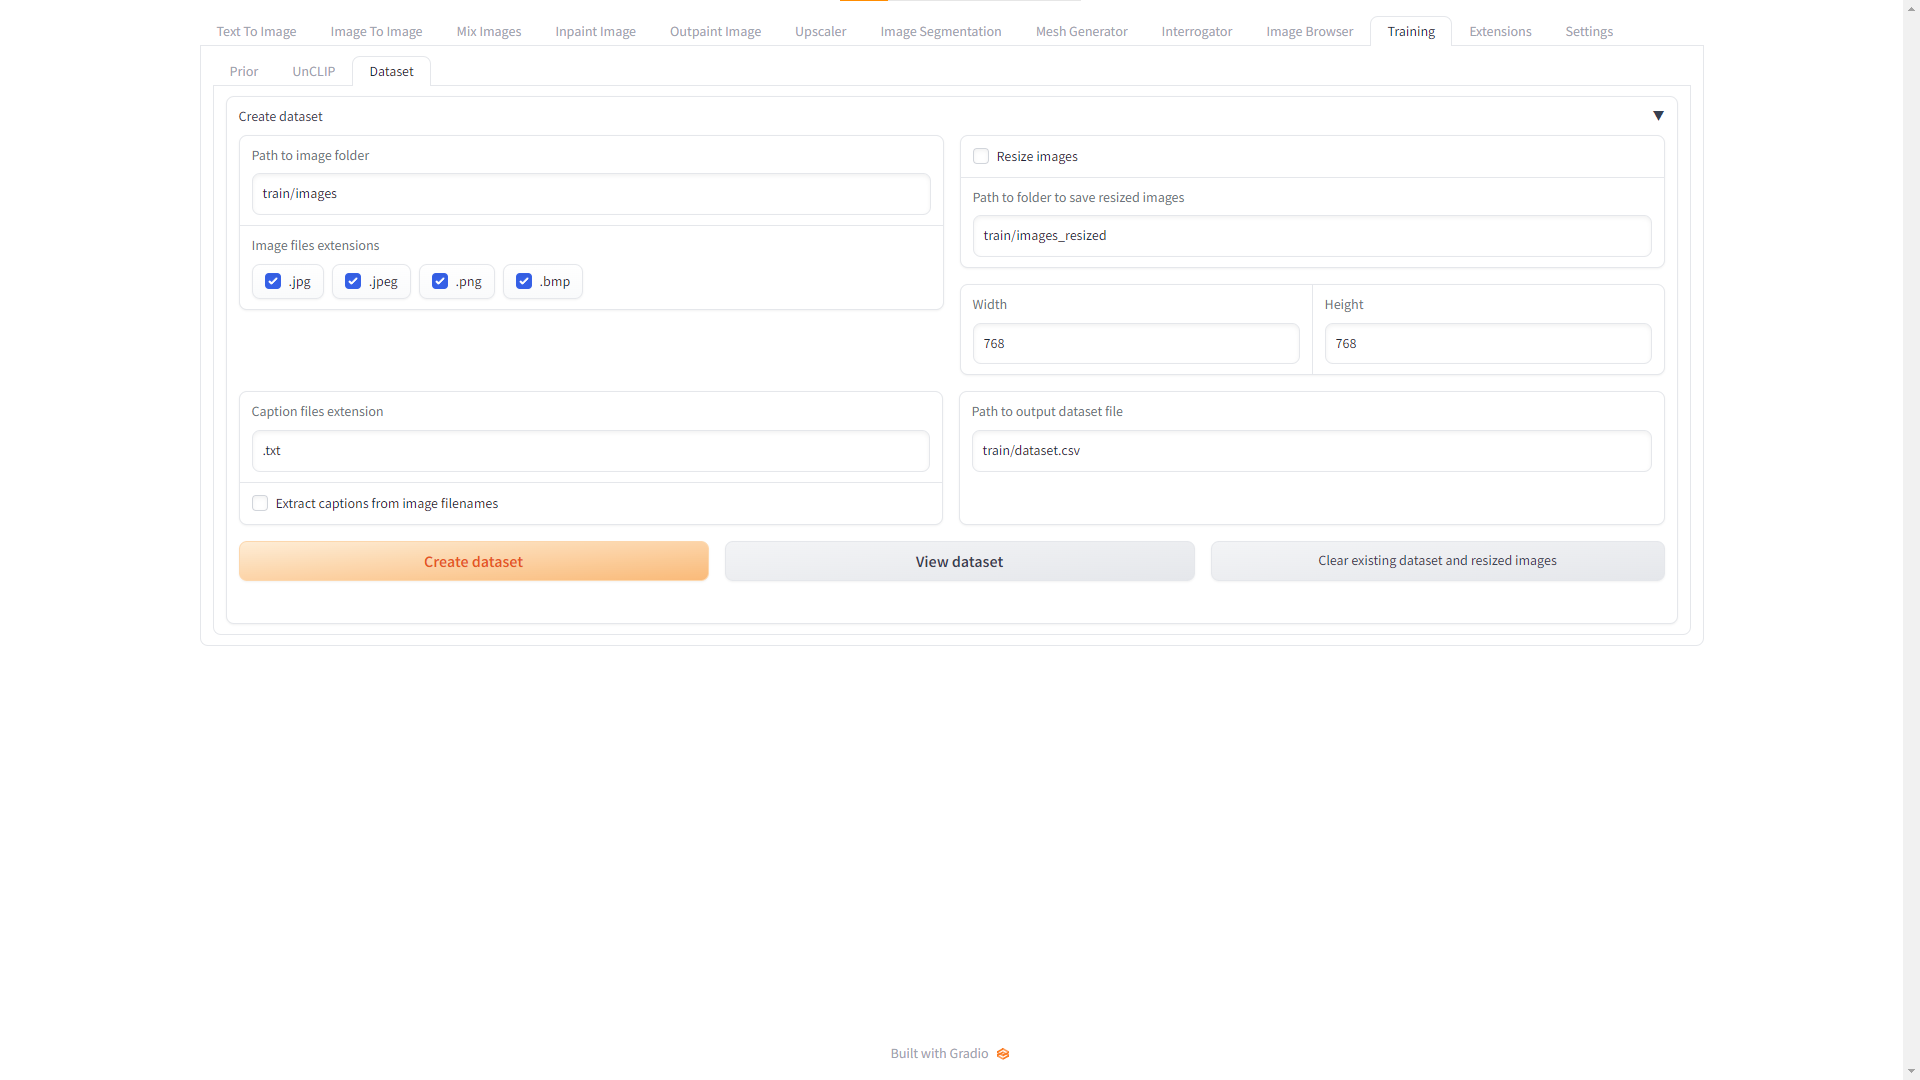 Text To Image Image To Image Mix Images Inpaint Image Outpaint Image Upscaler Image Segmentation Mesh Generator Interrogator Image Browser Training Extensions Settings
Prior UnCLIP Dataset
Create dataset ▼
Path to image folder
train/images
Image files extensions
.jpg .jpeg .png .bmp
Resize images
Path to folder to save resized images
train/images_resized
Width Height
768 768
Caption files extension
.txt
Extract captions from image filenames
Path to output dataset file
train/dataset.csv
Create dataset View dataset Clear existing dataset and resized images
Built with Gradio